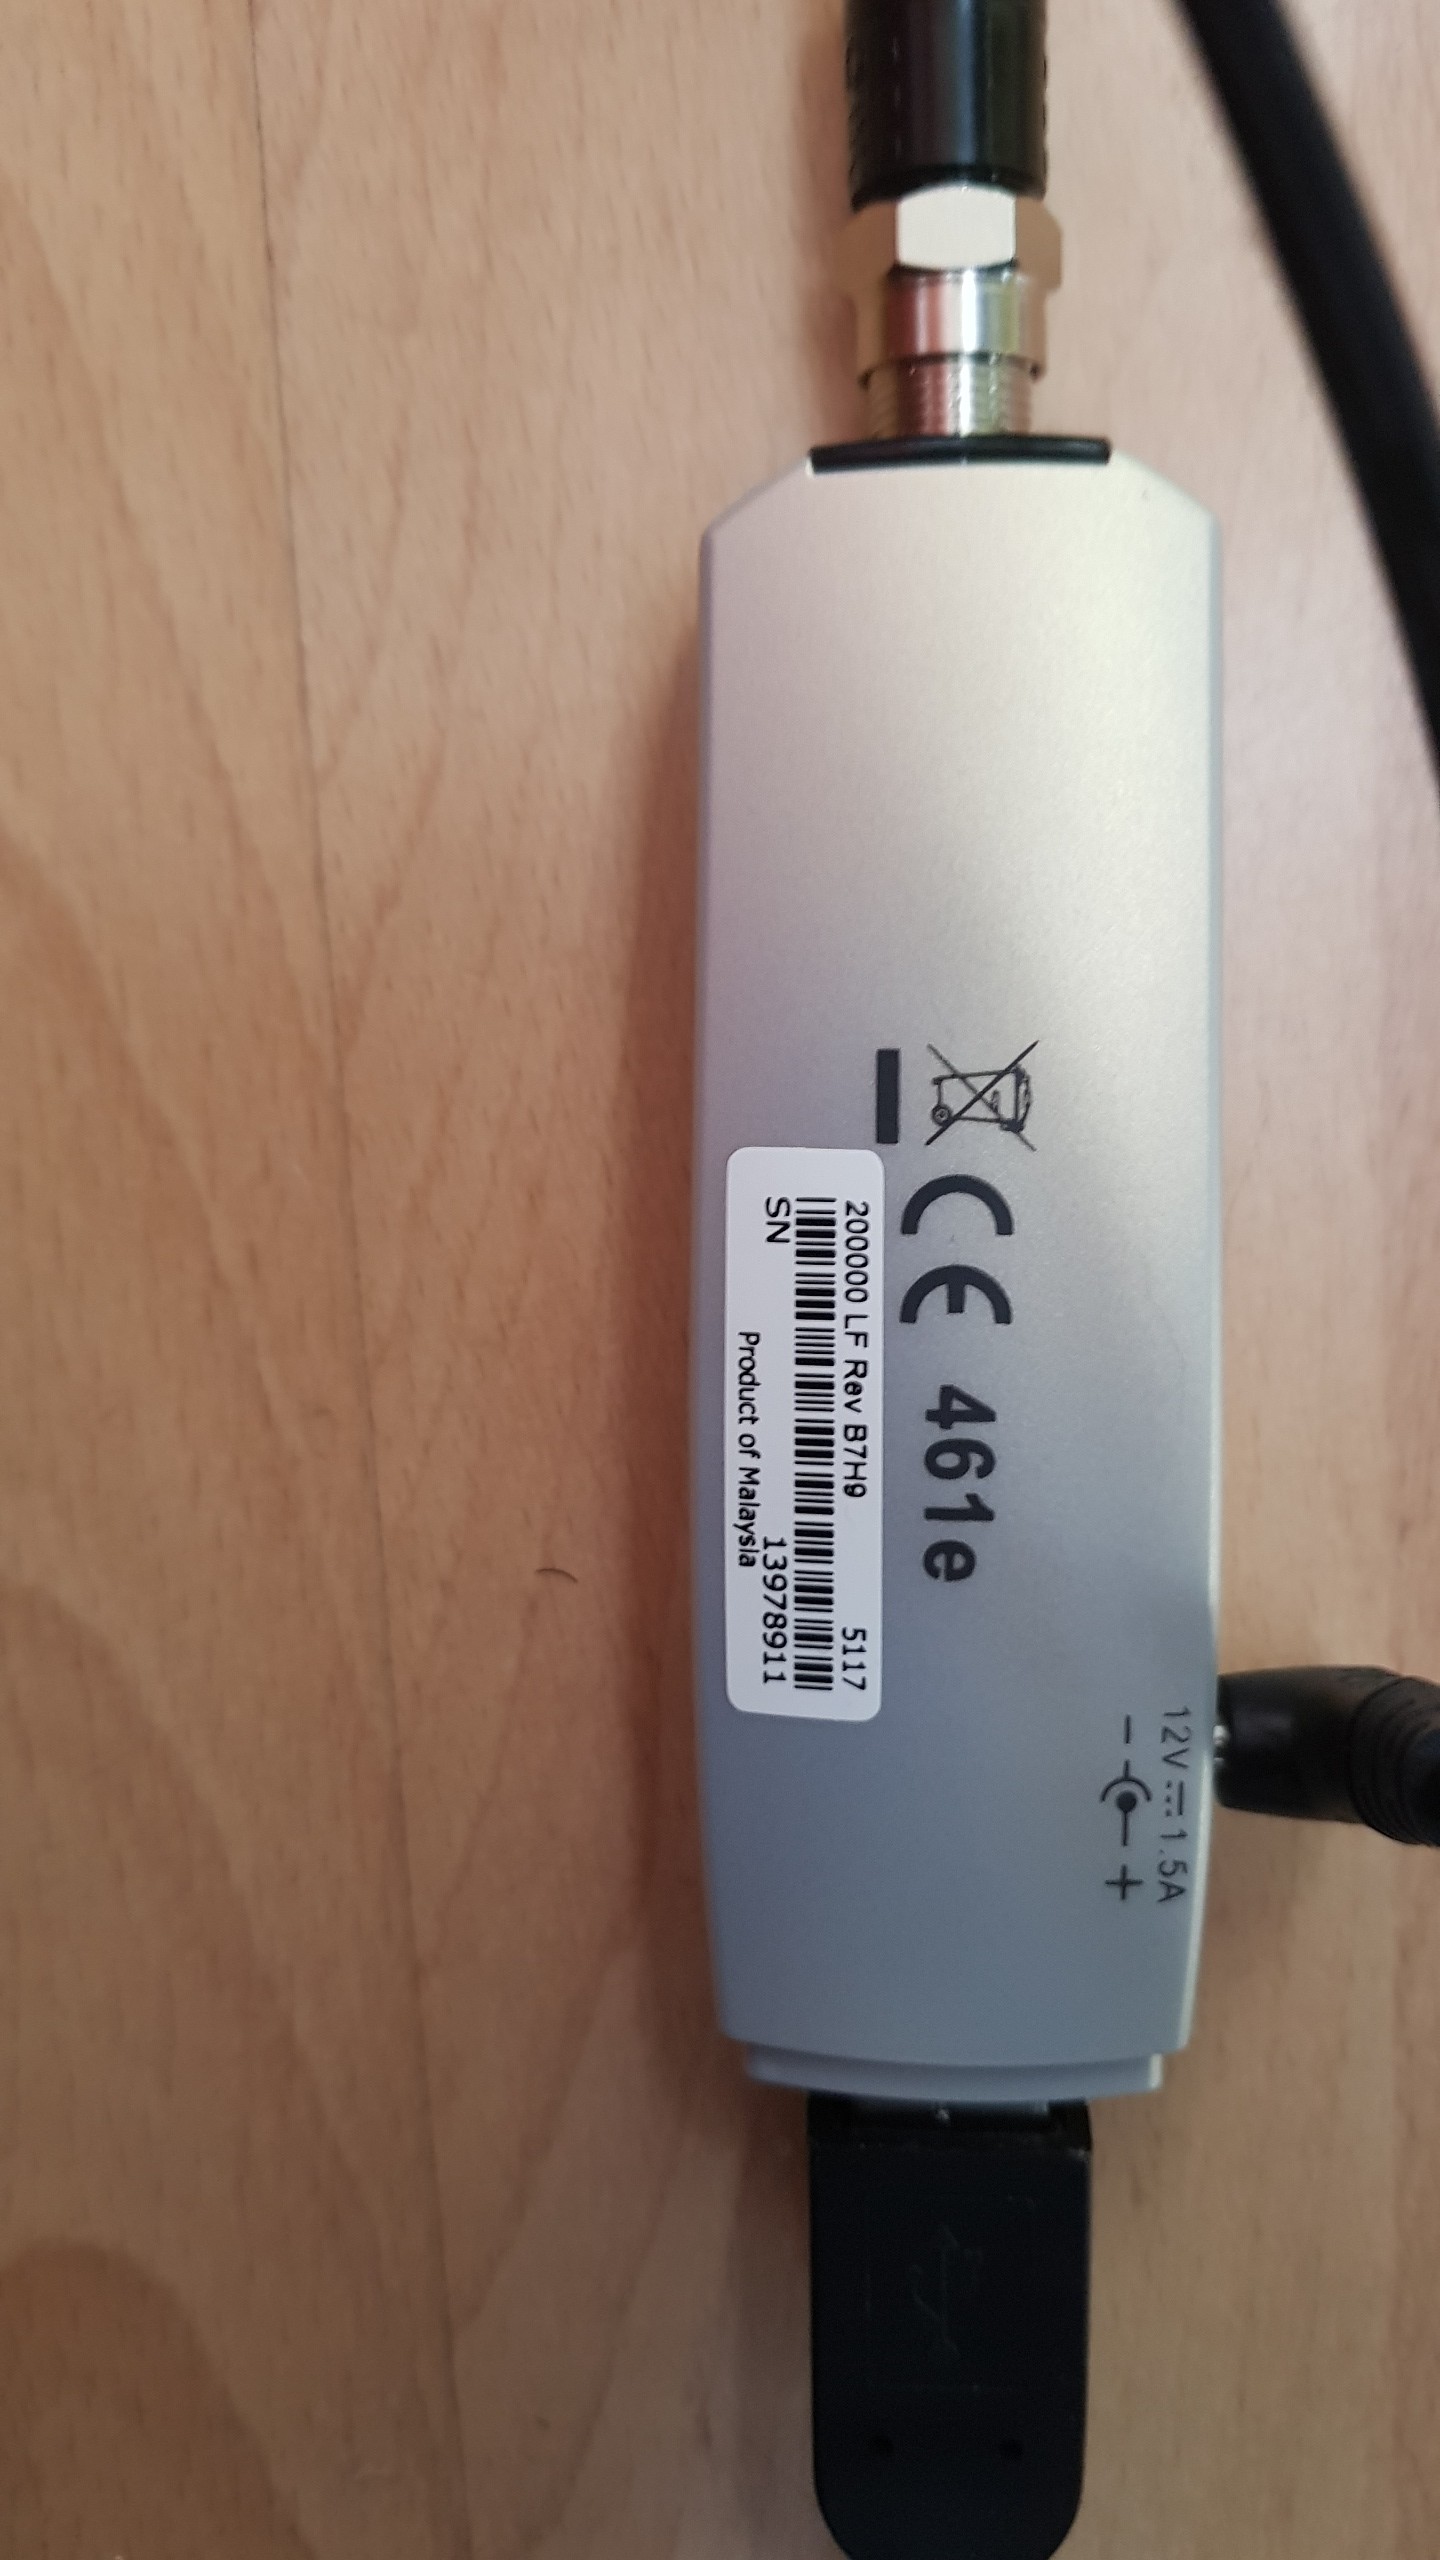 CE 461e
200000 LF Rev B7H9 5117
SN 13978911
Product of Malaysia
12V⎓1.5A
- +